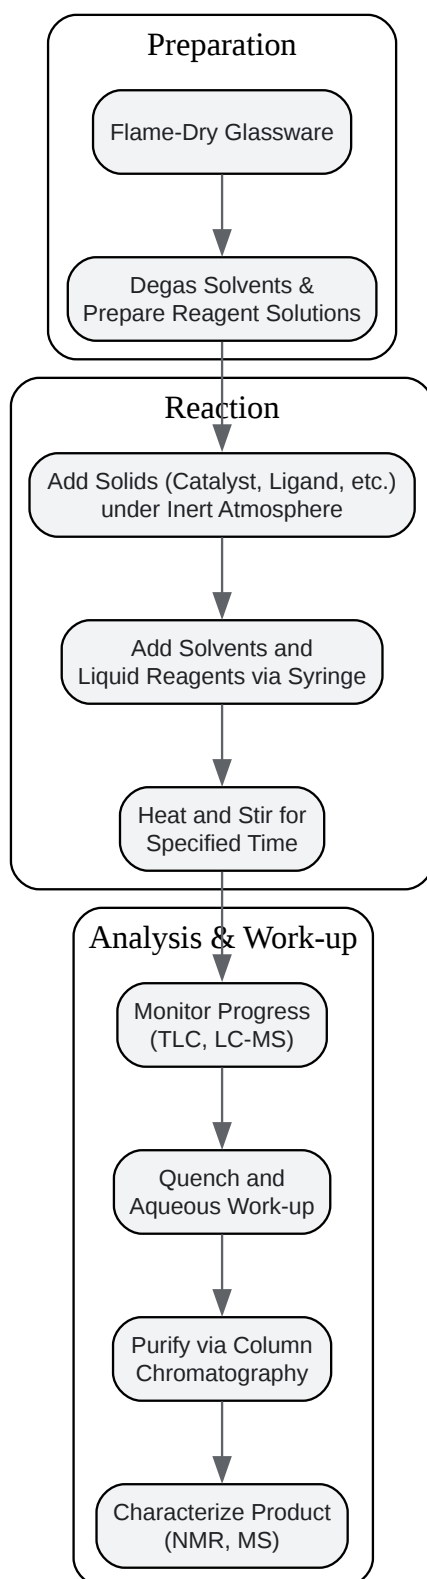 Preparation
Flame-Dry Glassware
Degas Solvents &
Prepare Reagent Solutions
Reaction
Add Solids (Catalyst, Ligand, etc.)
under Inert Atmosphere
Add Solvents and
Liquid Reagents via Syringe
Heat and Stir for
Specified Time
Analysis & Work-up
Monitor Progress
(TLC, LC-MS)
Quench and
Aqueous Work-up
Purify via Column
Chromatography
Characterize Product
(NMR, MS)